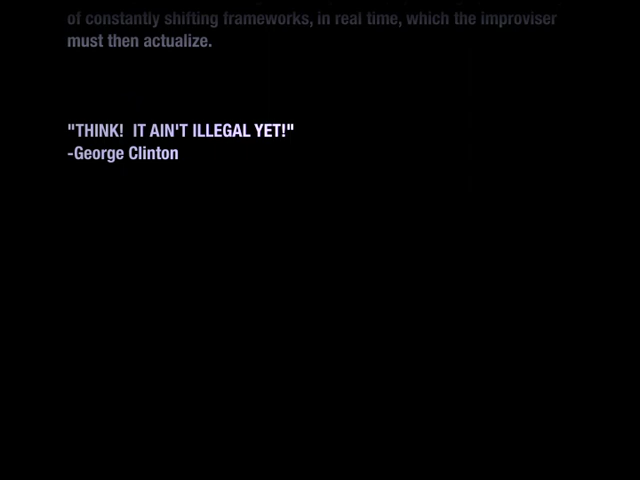 of constantly shifting frameworks, in real time, which the improviser
must then actualize.
"THINK!  IT AIN'T ILLEGAL YET!"
-George Clinton